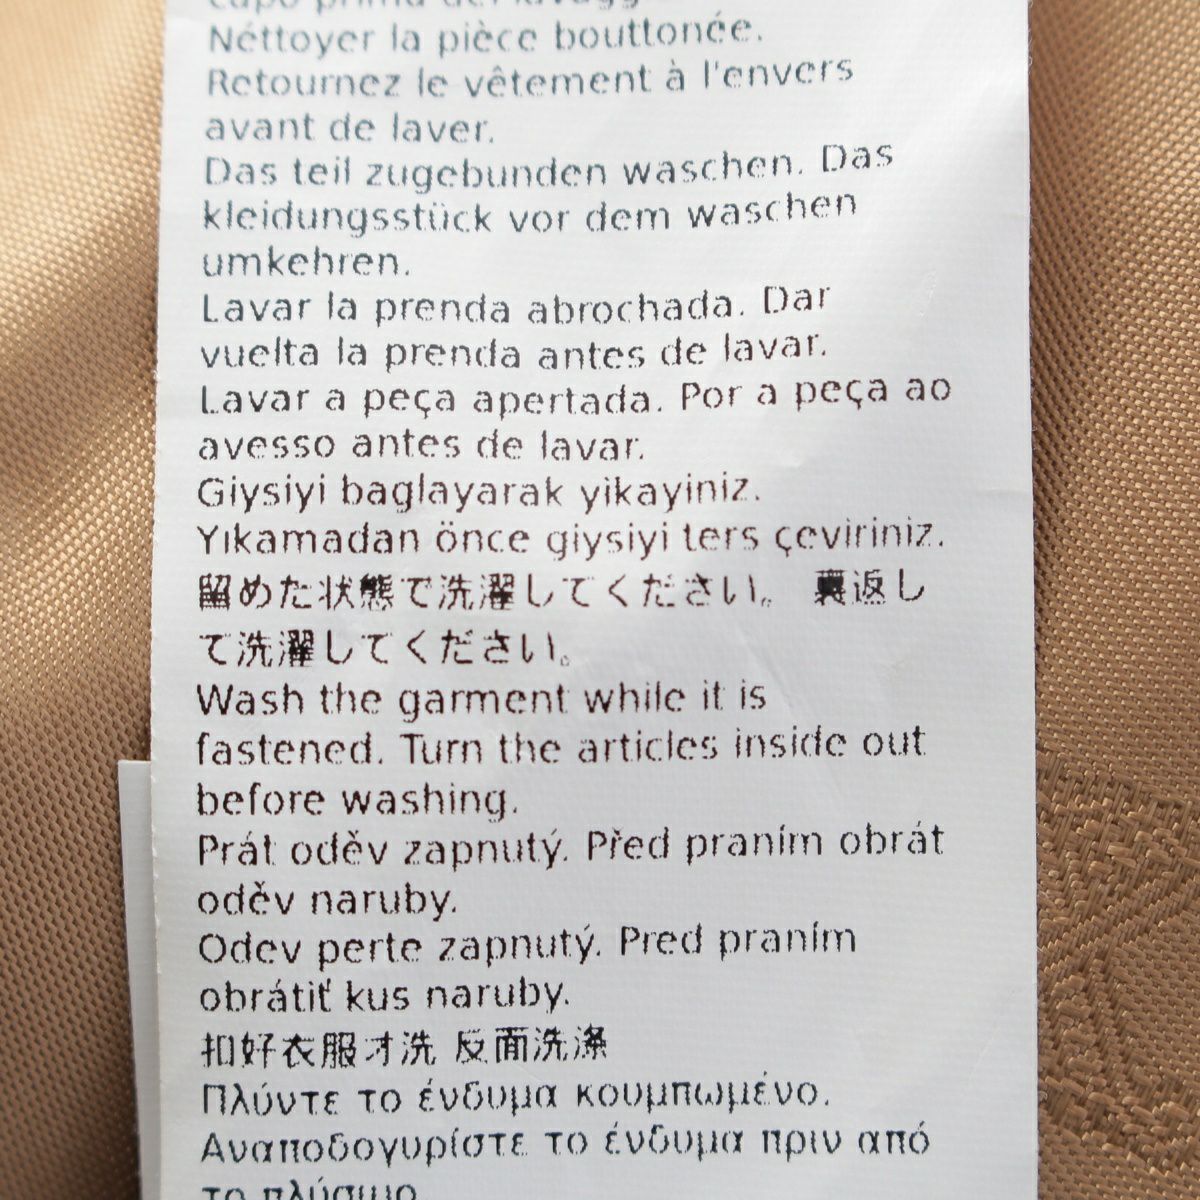 capo prima del lavaggio.
Néttoyer la pièce bouttonée.
Retournez le vêtement à l'envers
avant de laver.
Das teil zugebunden waschen. Das
kleidungsstück vor dem waschen
umkehren.
Lavar la prenda abrochada. Dar
vuelta la prenda antes de lavar.
Lavar a peça apertada. Por a peça ao
avesso antes de lavar.
Giysiyi baglayarak yikayiniz.
Yıkamadan önce giysiyi ters çeviriniz.
留めた状態で洗濯してください。 裏返し
て洗濯してください。
Wash the garment while it is
fastened. Turn the articles inside out
before washing.
Prát oděv zapnutý. Před praním obrát
oděv naruby.
Odev perte zapnutý. Pred praním
obrátiť kus naruby.
扣好衣服才洗 反面洗涤
Πλύντε το ένδυμα κουμπωμένο.
Αναποδογυρίστε το ένδυμα πριν από
το πλύσιμο.